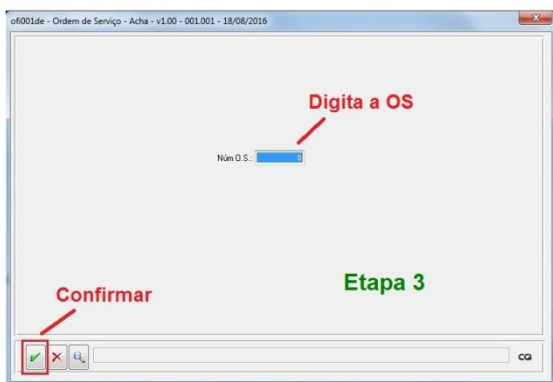 ofi001de - Ordem de Serviço - Acha - v1.00 - 001.001 - 18/08/2016
Digita a OS
Núm O.S.: 0
Etapa 3
Confirmar
CQ